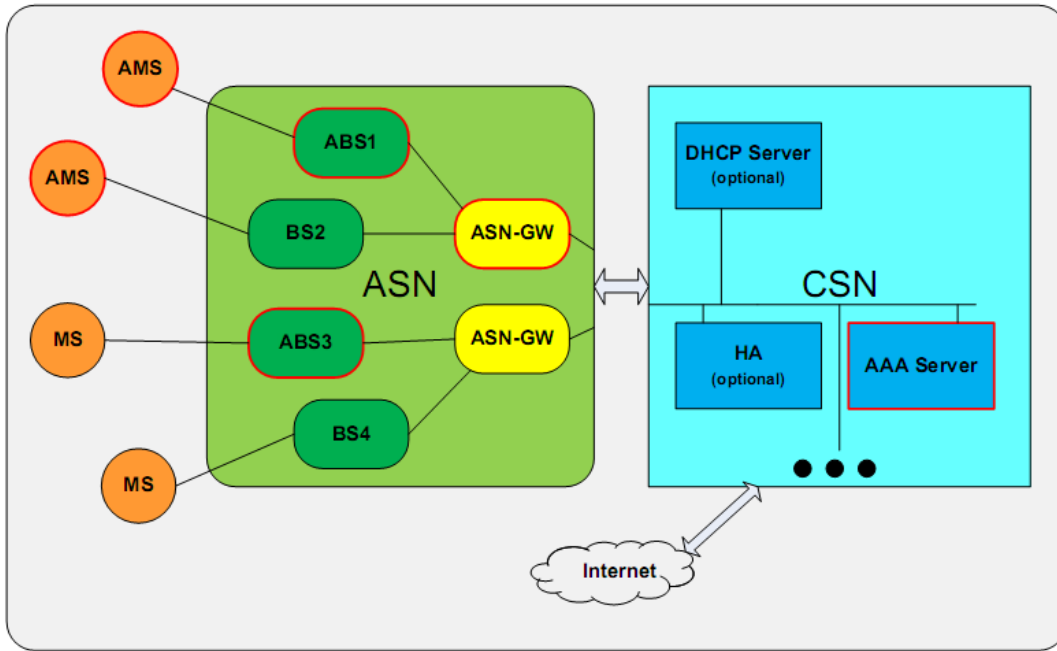 AMS
ABS1
DHCP Server
(optional)
AMS
BS2
ASN-GW
ASN
CSN
MS
ABS3
ASN-GW
HA
(optional)
AAA Server
BS4
MS
Internet